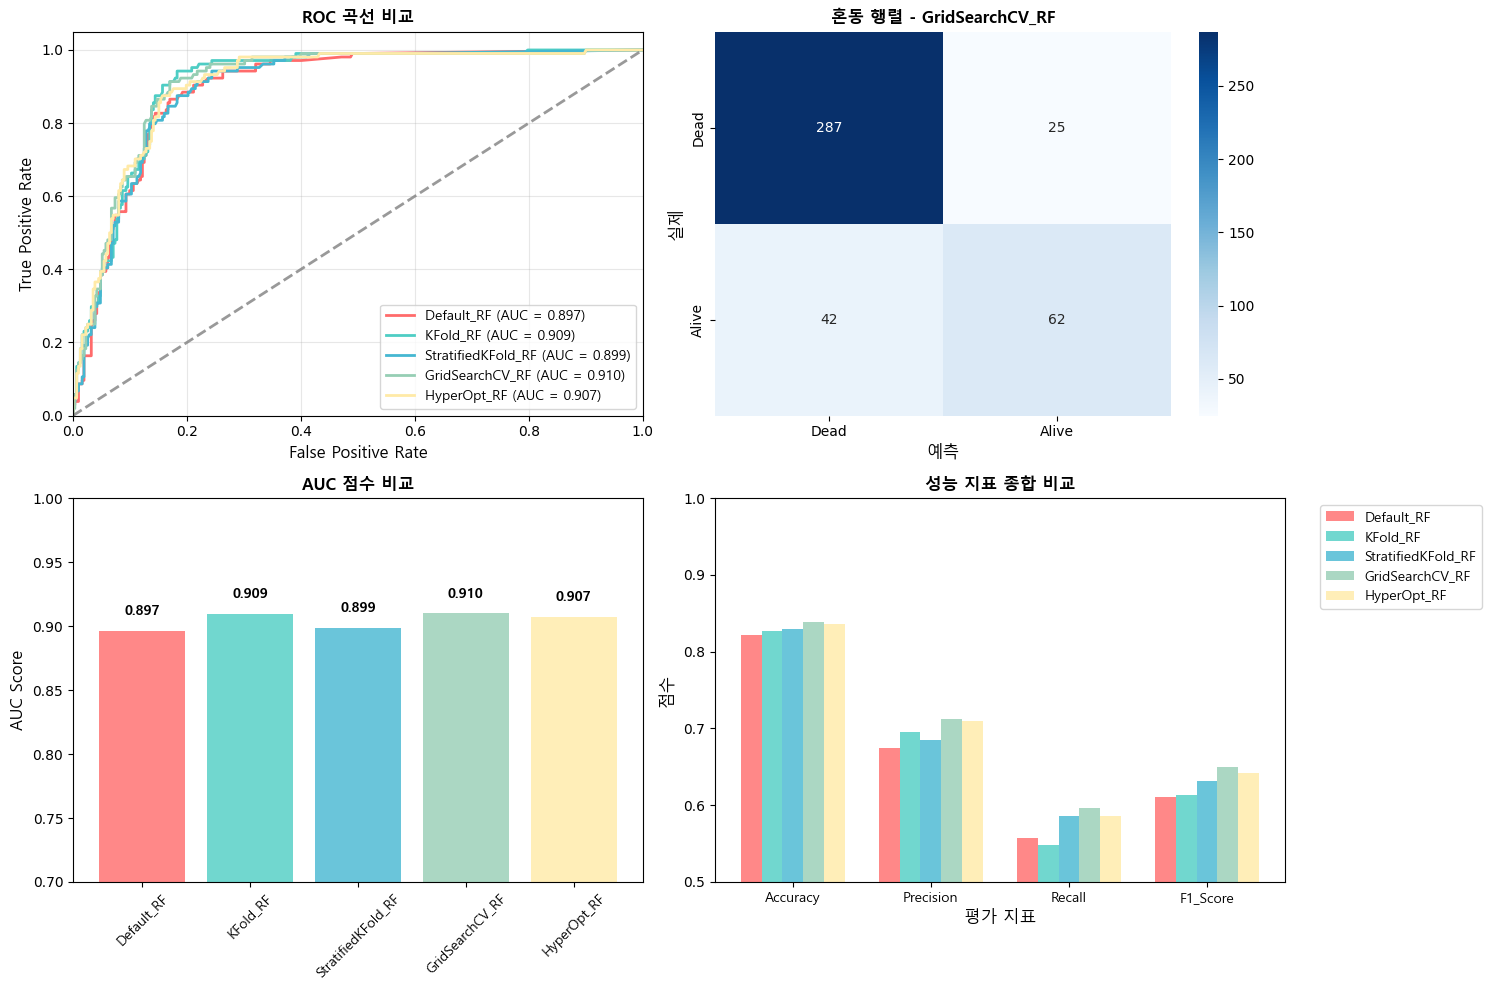 ROC 곡선 비교
True Positive Rate
1.0
0.8
0.6
0.4
0.2
0.0
Default_RF (AUC = 0.897)
KFold_RF (AUC = 0.909)
StratifiedKFold_RF (AUC = 0.899)
GridSearchCV_RF (AUC = 0.910)
HyperOpt_RF (AUC = 0.907)
0.0 0.2 0.4 0.6 0.8 1.0
False Positive Rate
혼동 행렬 - GridSearchCV_RF
실제
Dead
Alive
287 25
42 62
Dead Alive
예측
250
200
150
100
50
AUC 점수 비교
AUC Score
1.00
0.95
0.90
0.85
0.80
0.75
0.70
0.897 0.909 0.899 0.910 0.907
Default_RF
KFold_RF
StratifiedKFold_RF
GridSearchCV_RF
HyperOpt_RF
성능 지표 종합 비교
점수
1.0
0.9
0.8
0.7
0.6
0.5
Accuracy Precision Recall F1_Score
평가 지표
Default_RF
KFold_RF
StratifiedKFold_RF
GridSearchCV_RF
HyperOpt_RF